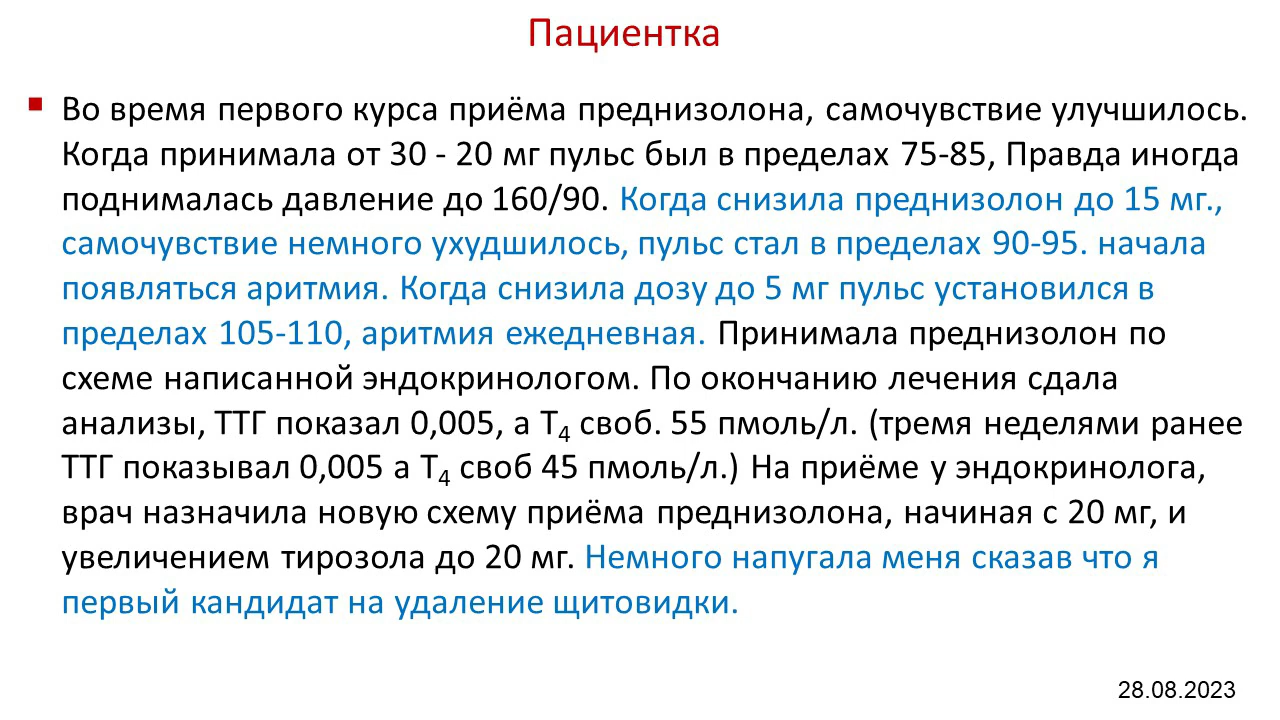 Пациентка
Во время первого курса приёма преднизолона, самочувствие улучшилось.
Когда принимала от 30 - 20 мг пульс был в пределах 75-85, Правда иногда
поднималась давление до 160/90. Когда снизила преднизолон до 15 мг.,
самочувствие немного ухудшилось, пульс стал в пределах 90-95. начала
появляться аритмия. Когда снизила дозу до 5 мг пульс установился в
пределах 105-110, аритмия ежедневная. Принимала преднизолон по
схеме написанной эндокринологом. По окончанию лечения сдала
анализы, ТТГ показал 0,005, а Т4 своб. 55 пмоль/л. (тремя неделями ранее
ТТГ показывал 0,005 а Т4 своб 45 пмоль/л.) На приёме у эндокринолога,
врач назначила новую схему приёма преднизолона, начиная с 20 мг, и
увеличением тирозола до 20 мг. Немного напугала меня сказав что я
первый кандидат на удаление щитовидки.
28.08.2023